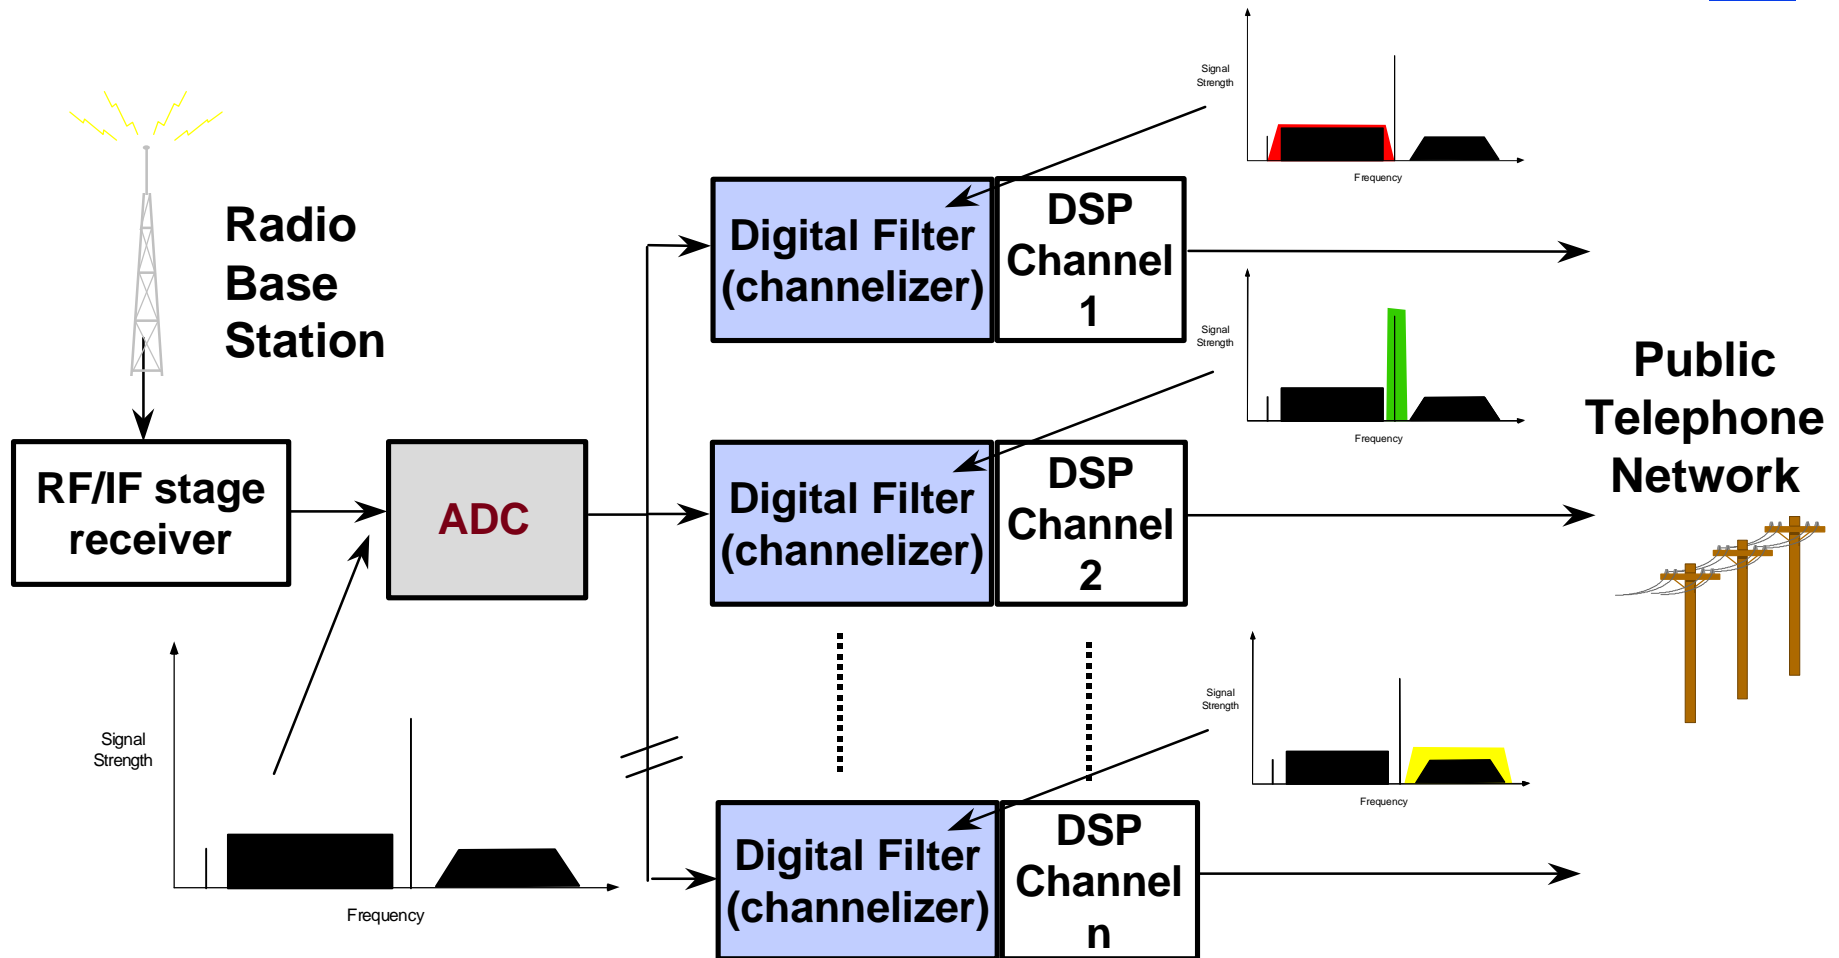 Radio
Base
Station
RF/IF stage
receiver
ADC
Signal
Strength
Frequency
Digital Filter
(channelizer)
DSP
Channel
1
Signal
Strength
Frequency
Digital Filter
(channelizer)
DSP
Channel
2
Signal
Strength
Frequency
Digital Filter
(channelizer)
DSP
Channel
n
Signal
Strength
Frequency
Public
Telephone
Network